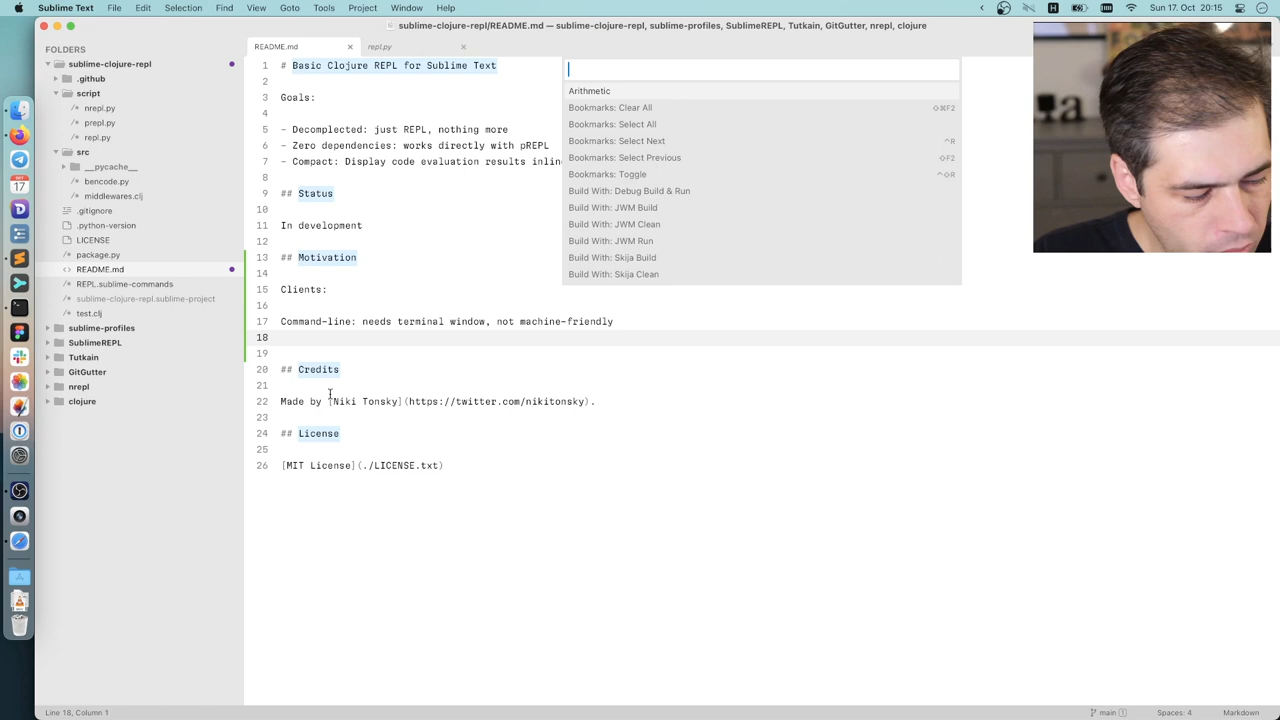 Sublime Text File Edit Selection Find View Goto Tools Project Window Help
Sun 17. Oct 20:15
sublime-clojure-repl/README.md — sublime-clojure-repl, sublime-profiles, SublimeREPL, Tutkain, GitGutter, nrepl, clojure
FOLDERS
sublime-clojure-repl
.github
script
nrepl.py
prepl.py
repl.py
src
__pycache__
bencode.py
middlewares.clj
.gitignore
.python-version
LICENSE
package.py
README.md
REPL.sublime-commands
sublime-clojure-repl.sublime-project
test.clj
sublime-profiles
SublimeREPL
Tutkain
GitGutter
nrepl
clojure
README.md
repl.py
1 # Basic Clojure REPL for Sublime Text
2
3 Goals:
4
5 - Decomplected: just REPL, nothing more
6 - Zero dependencies: works directly with pREPL
7 - Compact: Display code evaluation results inlin
8
9 ## Status
10
11 In development
12
13 ## Motivation
14
15 Clients:
16
17 Command-line: needs terminal window, not machine-friendly
18
19
20 ## Credits
21
22 Made by [Niki Tonsky](https://twitter.com/nikitonsky).
23
24 ## License
25
26 [MIT License](./LICENSE.txt)
Arithmetic
Bookmarks: Clear All ⇧⌘F2
Bookmarks: Select All
Bookmarks: Select Next ^R
Bookmarks: Select Previous ⇧F2
Bookmarks: Toggle ^⇧R
Build With: Debug Build & Run
Build With: JWM Build
Build With: JWM Clean
Build With: JWM Run
Build With: Skija Build
Build With: Skija Clean
Line 18, Column 1
main 1
Spaces: 4
Markdown